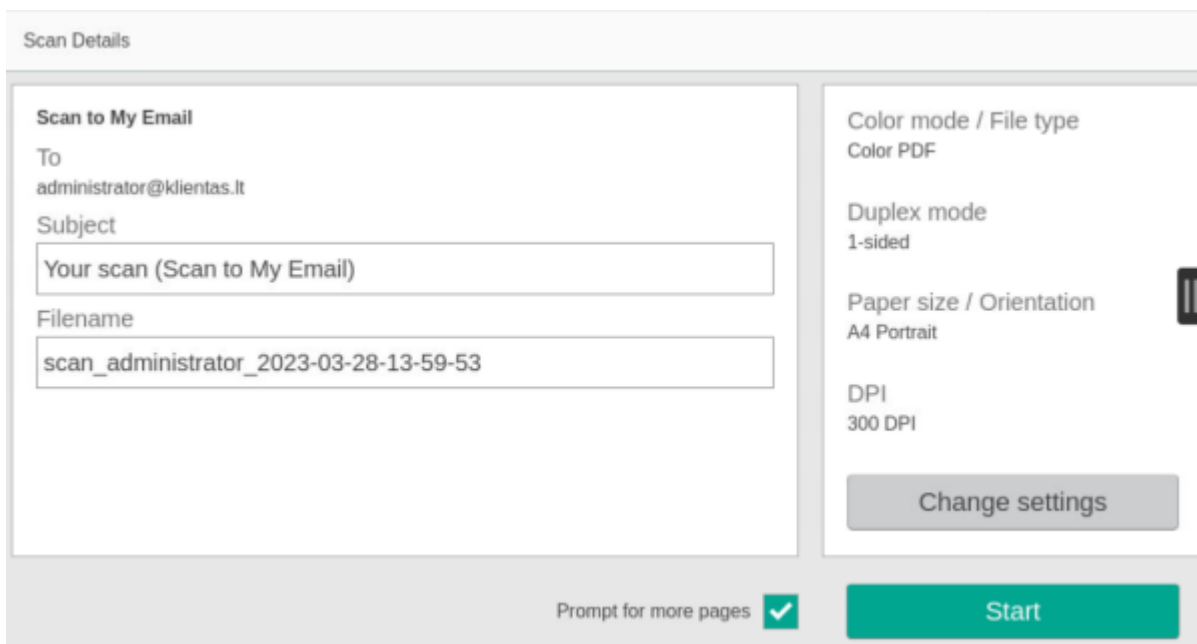 Scan Details
Scan to My Email
To
administrator@klientas.lt
Subject
Your scan (Scan to My Email)
Filename
scan_administrator_2023-03-28-13-59-53
Color mode / File type
Color PDF
Duplex mode
1-sided
Paper size / Orientation
A4 Portrait
DPI
300 DPI
Change settings
Prompt for more pages
Start